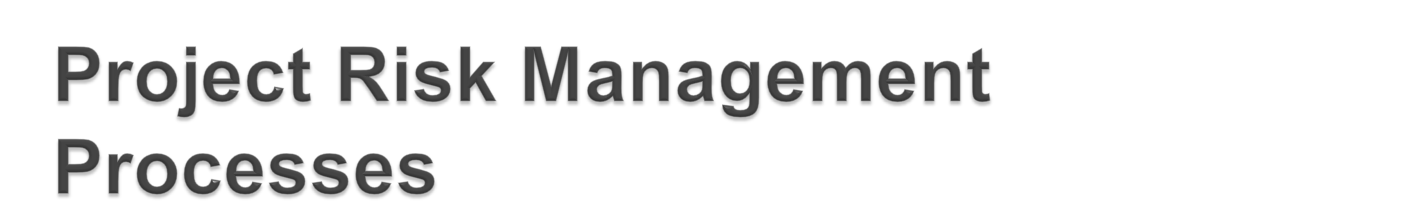 Project Risk Management
Processes